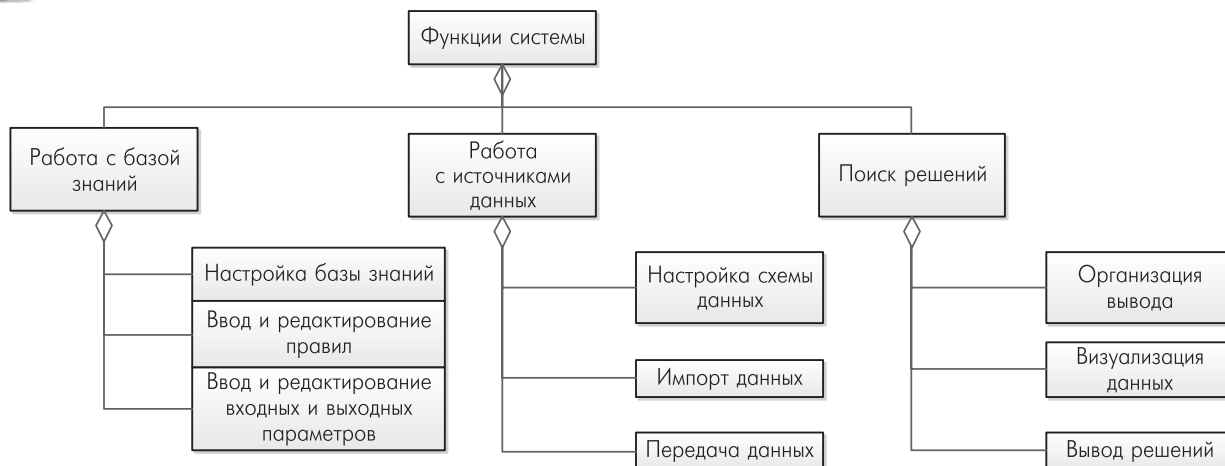 Функции системы
Работа с базой
знаний
Работа
с источниками
данных
Поиск решений
Настройка базы знаний
Ввод и редактирование
правил
Ввод и редактирование
входных и выходных
параметров
Настройка схемы
данных
Импорт данных
Передача данных
Организация
вывода
Визуализация
данных
Вывод решений